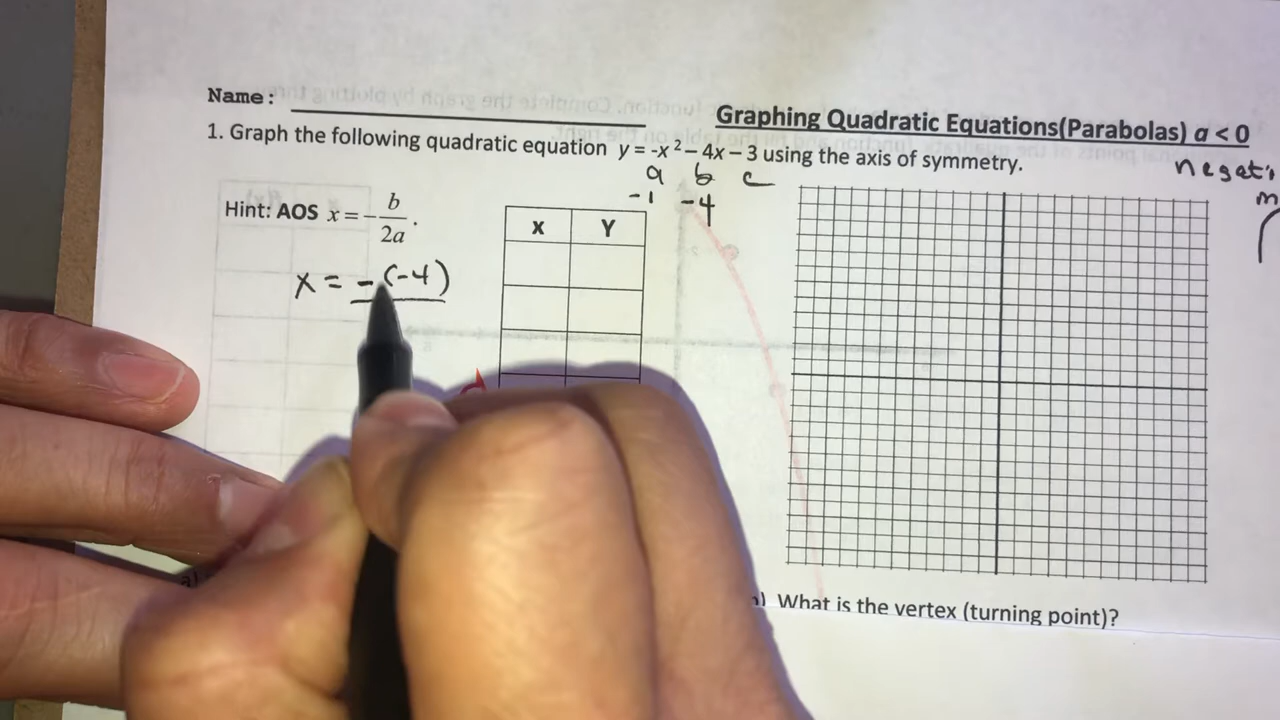 Name:
Graphing Quadratic Equations(Parabolas) a < 0
1. Graph the following quadratic equation y = -x² – 4x – 3 using the axis of symmetry.
a b c
-1 -4
Hint: AOS x = -b/2a.
x = -(-4)
X Y
What is the vertex (turning point)?